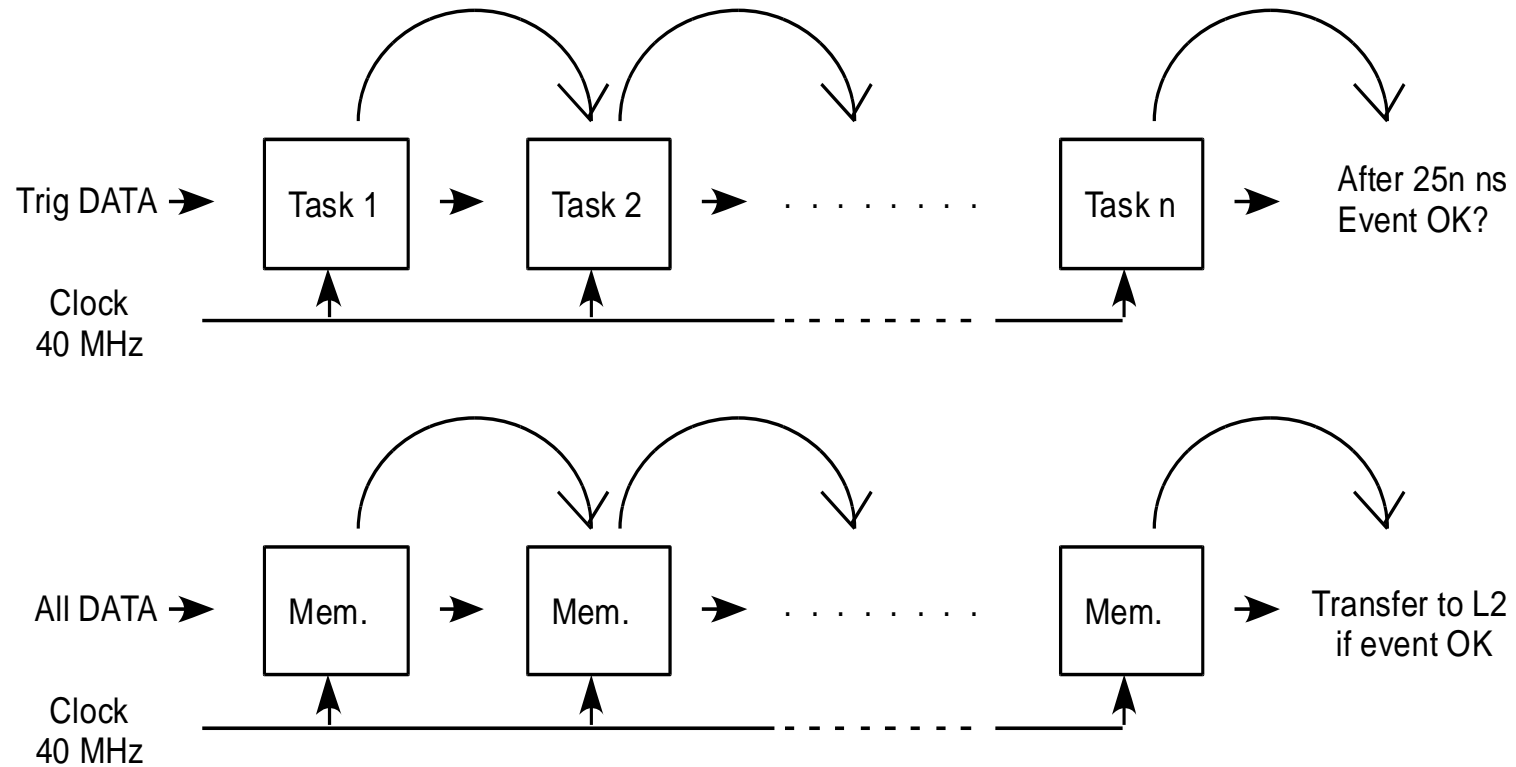 Trig DATA
Task 1
Task 2
. . . . . . . .
Task n
After 25n ns
Event OK?
Clock
40 MHz
All DATA
Mem.
Mem.
. . . . . . . .
Mem.
Transfer to L2
if event OK
Clock
40 MHz